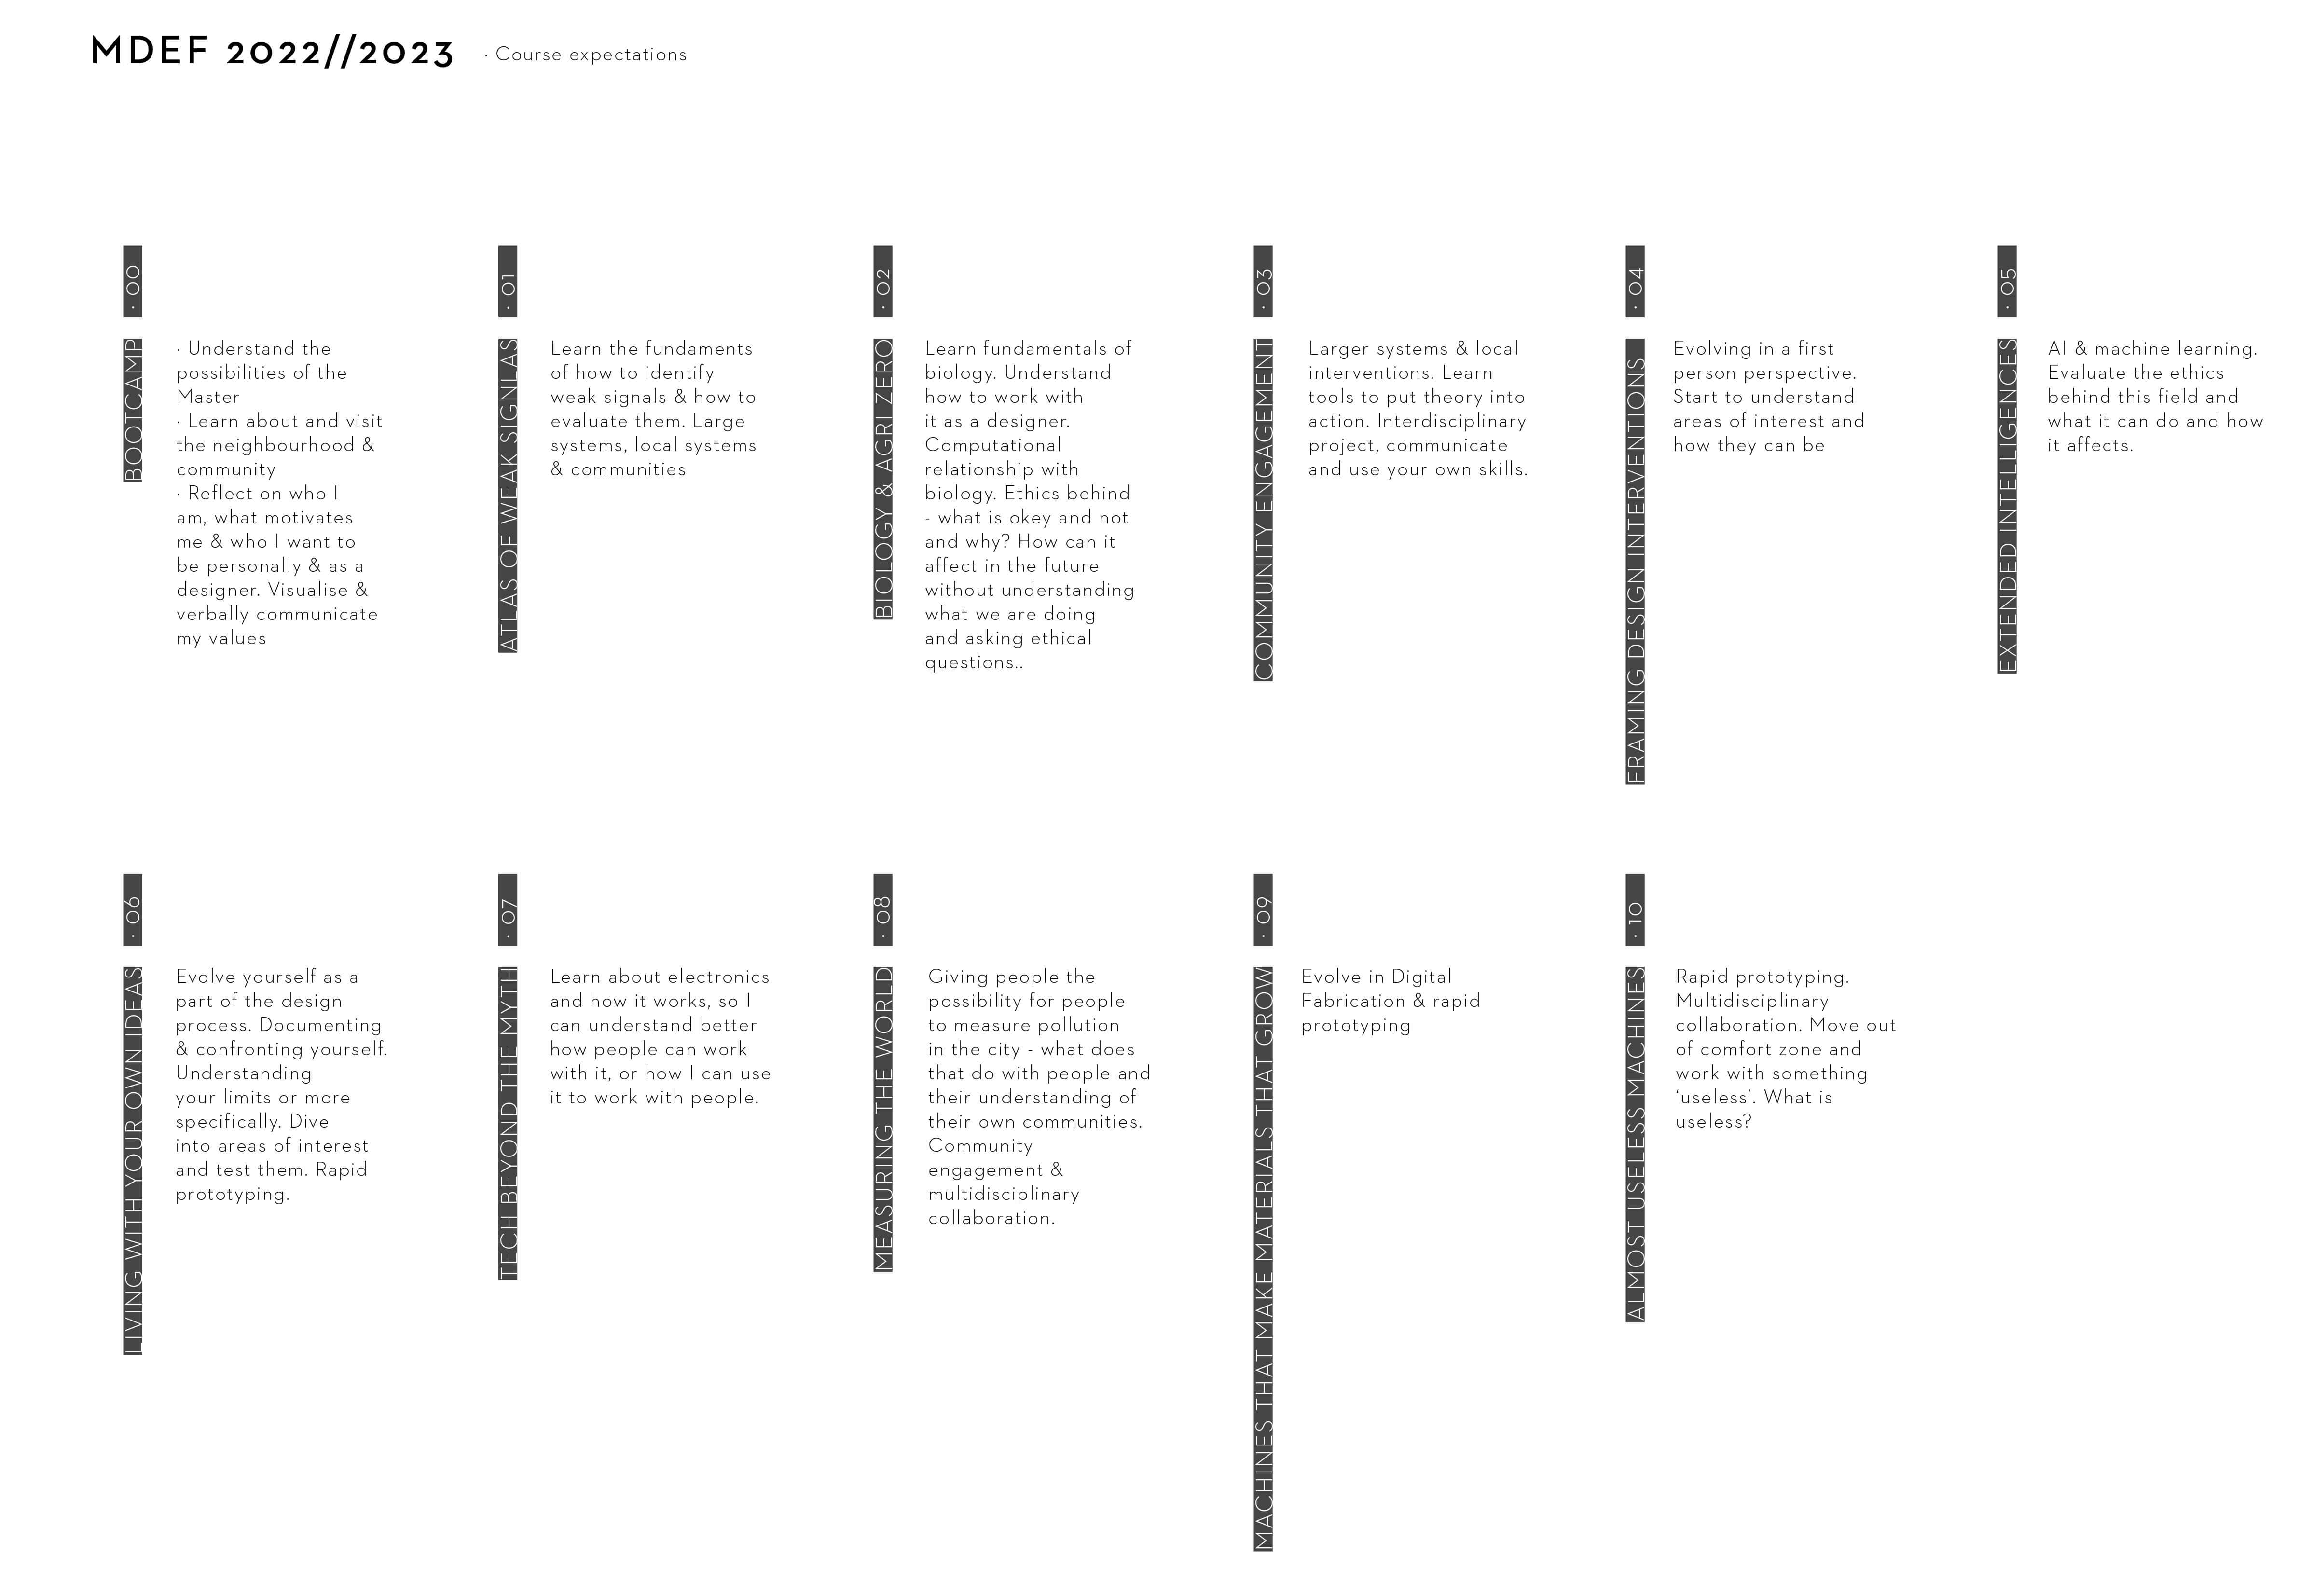 MDEF 2022//2023 · Course expectations
· 00
BOOTCAMP
· Understand the
possibilities of the
Master
· Learn about and visit
the neighbourhood &
community
· Reflect on who I
am, what motivates
me & who I want to
be personally & as a
designer. Visualise &
verbally communicate
my values
· 01
ATLAS OF WEAK SIGNLAS
Learn the fundaments
of how to identify
weak signals & how to
evaluate them. Large
systems, local systems
& communities
· 02
BIOLOGY & AGRI ZERO
Learn fundamentals of
biology. Understand
how to work with
it as a designer.
Computational
relationship with
biology. Ethics behind
- what is okey and not
and why? How can it
affect in the future
without understanding
what we are doing
and asking ethical
questions..
· 03
COMMUNITY ENGAGEMENT
Larger systems & local
interventions. Learn
tools to put theory into
action. Interdisciplinary
project, communicate
and use your own skills.
· 04
FRAMING DESIGN INTERVENTIONS
Evolving in a first
person perspective.
Start to understand
areas of interest and
how they can be
· 05
EXTENDED INTELLIGENCES
AI & machine learning.
Evaluate the ethics
behind this field and
what it can do and how
it affects.
· 06
LIVING WITH YOUR OWN IDEAS
Evolve yourself as a
part of the design
process. Documenting
& confronting yourself.
Understanding
your limits or more
specifically. Dive
into areas of interest
and test them. Rapid
prototyping.
· 07
TECH BEYOND THE MYTH
Learn about electronics
and how it works, so I
can understand better
how people can work
with it, or how I can use
it to work with people.
· 08
MEASURING THE WORLD
Giving people the
possibility for people
to measure pollution
in the city - what does
that do with people and
their understanding of
their own communities.
Community
engagement &
multidisciplinary
collaboration.
· 09
MACHINES THAT MAKE MATERIALS THAT GROW
Evolve in Digital
Fabrication & rapid
prototyping
· 10
ALMOST USELESS MACHINES
Rapid prototyping.
Multidisciplinary
collaboration. Move out
of comfort zone and
work with something
‘useless’. What is
useless?